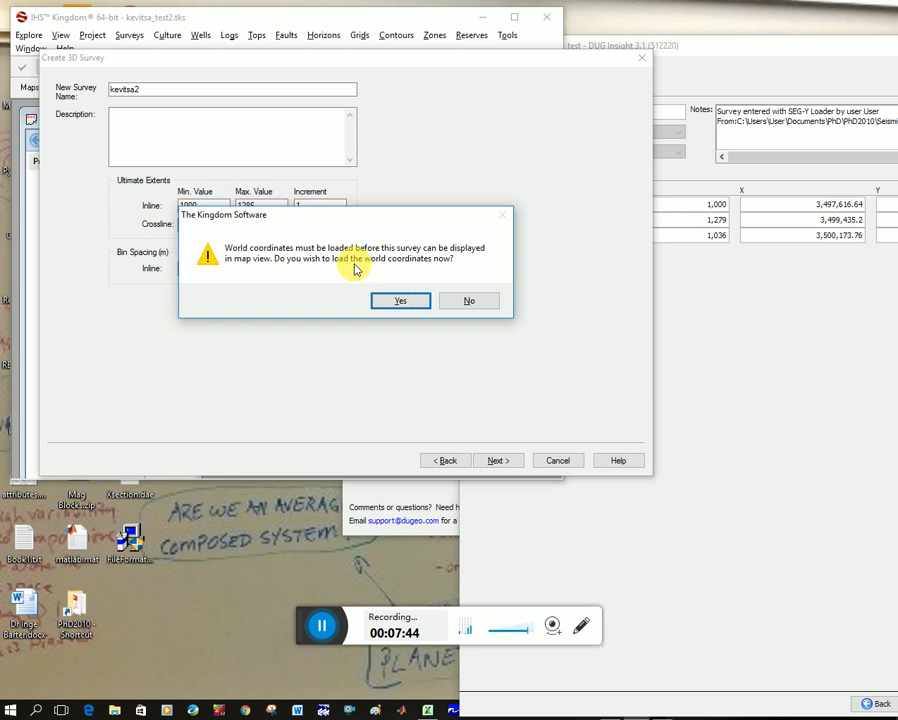 IHS™ Kingdom® 64-bit - kevitsa_test2.tks
Explore View Project Surveys Culture Wells Logs Tops Faults Horizons Grids Contours Zones Reserves Tools
Window Help
Maps
test - DUG Insight 3.1 (512220)
Create 3D Survey
New Survey
Name:
kevitsa2
Description:
Ultimate Extents
Min. Value Max. Value Increment
Inline: 1000 1286 1
Crossline:
Bin Spacing (m)
Inline:
The Kingdom Software
World coordinates must be loaded before this survey can be displayed
in map view. Do you wish to load the world coordinates now?
Yes No
< Back Next > Cancel Help
Notes:
Survey entered with SEG-Y Loader by user User
From:C:\Users\User\Documents\PhD\PhD2010\Seismi
X Y
1,000 3,497,616.64
1,279 3,499,435.2
1,036 3,500,173.76
Comments or questions? Need h
Email support@dugeo.com for a
attributes....
Mag
Blocks.zip
Xsection.dae
Book1.txt
matlab.mat
FileFormat...
Dr Inge
Barter.docx
PhD2010 -
Shortcut
ARE WE AN AVERAG
COMPOSED SYSTEM
PLANE
Recording...
00:07:44
Back